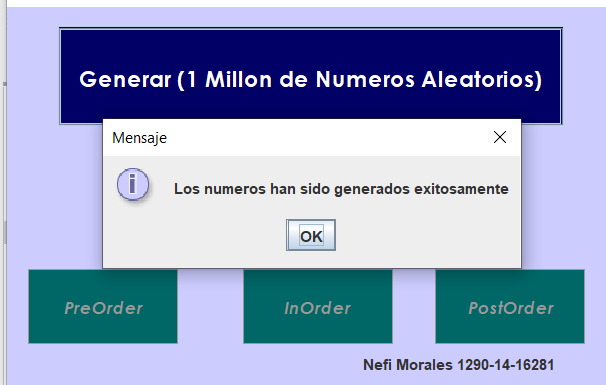 Generar (1 Millon de Numeros Aleatorios)
Mensaje
Los numeros han sido generados exitosamente
OK
PreOrder
InOrder
PostOrder
Nefi Morales 1290-14-16281